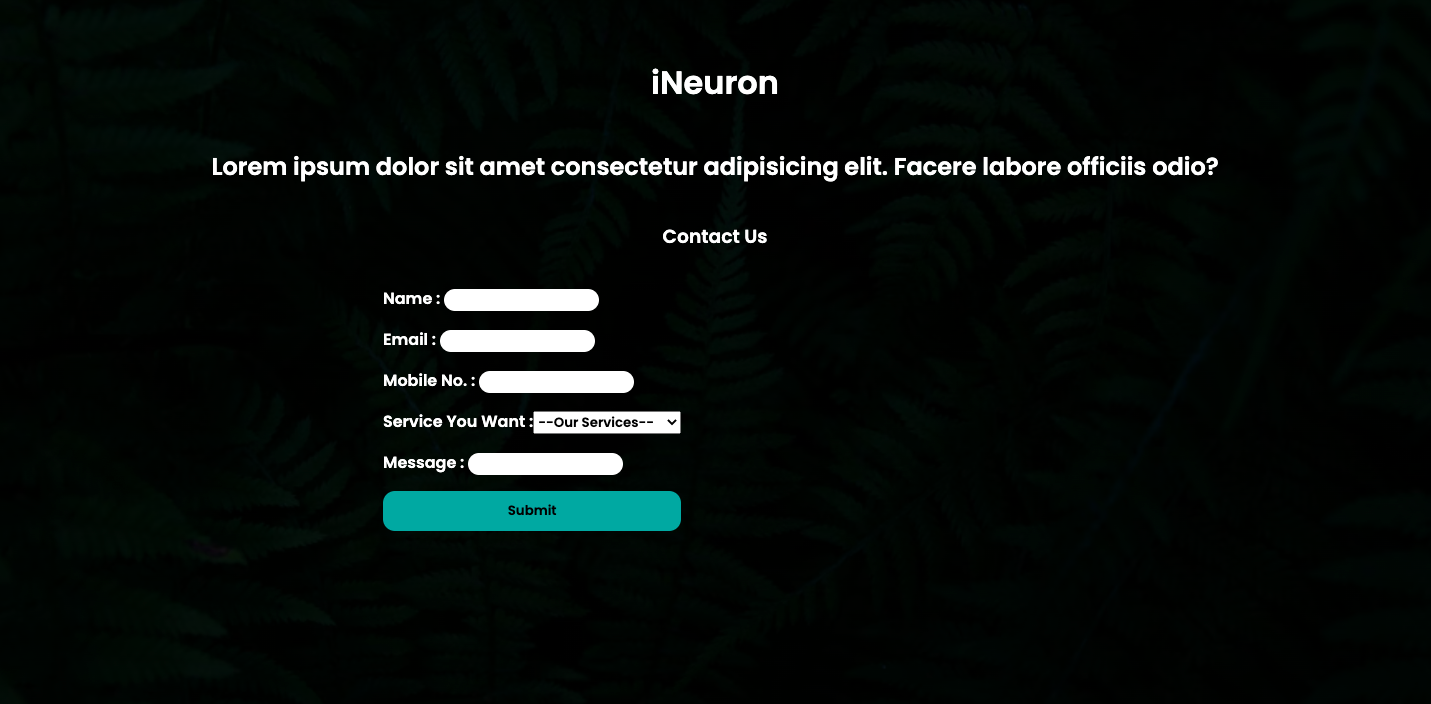 iNeuron
Lorem ipsum dolor sit amet consectetur adipisicing elit. Facere labore officiis odio?
Contact Us
Name :
Email :
Mobile No. :
Service You Want : --Our Services--
Message :
Submit